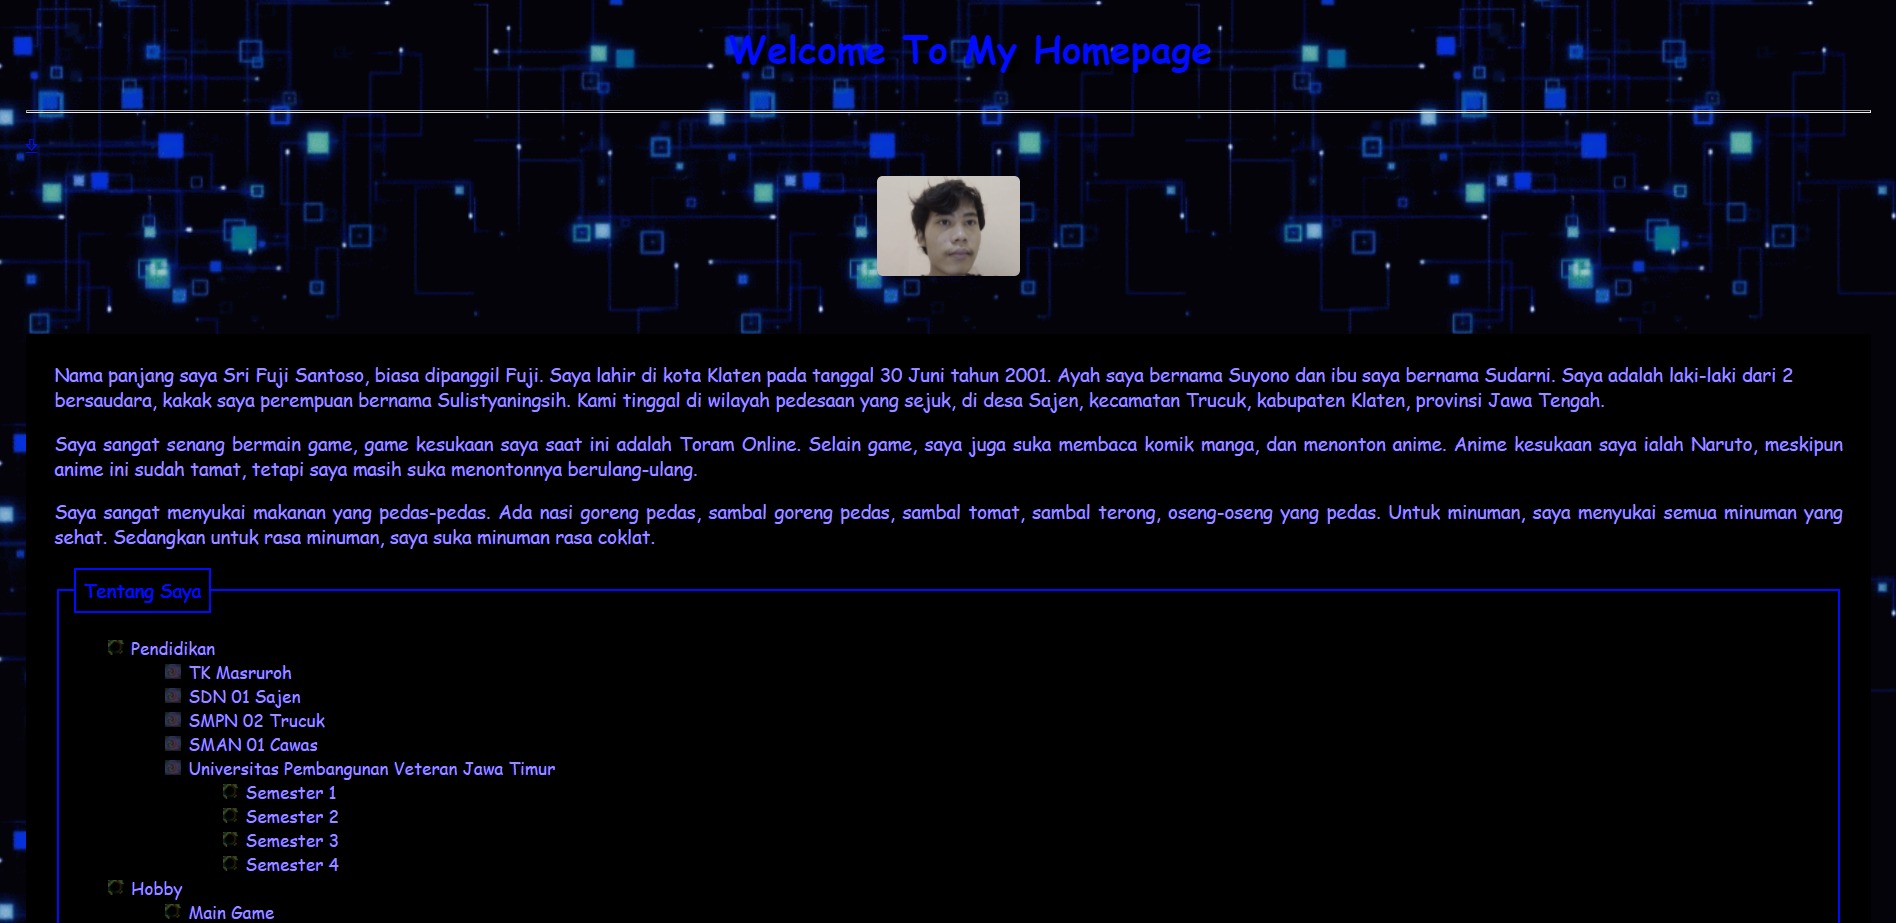 Welcome To My Homepage
Nama panjang saya Sri Fuji Santoso, biasa dipanggil Fuji. Saya lahir di kota Klaten pada tanggal 30 Juni tahun 2001. Ayah saya bernama Suyono dan ibu saya bernama Sudarni. Saya adalah laki-laki dari 2
bersaudara, kakak saya perempuan bernama Sulistyaningsih. Kami tinggal di wilayah pedesaan yang sejuk, di desa Sajen, kecamatan Trucuk, kabupaten Klaten, provinsi Jawa Tengah.
Saya sangat senang bermain game, game kesukaan saya saat ini adalah Toram Online. Selain game, saya juga suka membaca komik manga, dan menonton anime. Anime kesukaan saya ialah Naruto, meskipun
anime ini sudah tamat, tetapi saya masih suka menontonnya berulang-ulang.
Saya sangat menyukai makanan yang pedas-pedas. Ada nasi goreng pedas, sambal goreng pedas, sambal tomat, sambal terong, oseng-oseng yang pedas. Untuk minuman, saya menyukai semua minuman yang
sehat. Sedangkan untuk rasa minuman, saya suka minuman rasa coklat.
Tentang Saya
Pendidikan
TK Masruroh
SDN 01 Sajen
SMPN 02 Trucuk
SMAN 01 Cawas
Universitas Pembangunan Veteran Jawa Timur
Semester 1
Semester 2
Semester 3
Semester 4
Hobby
Main Game